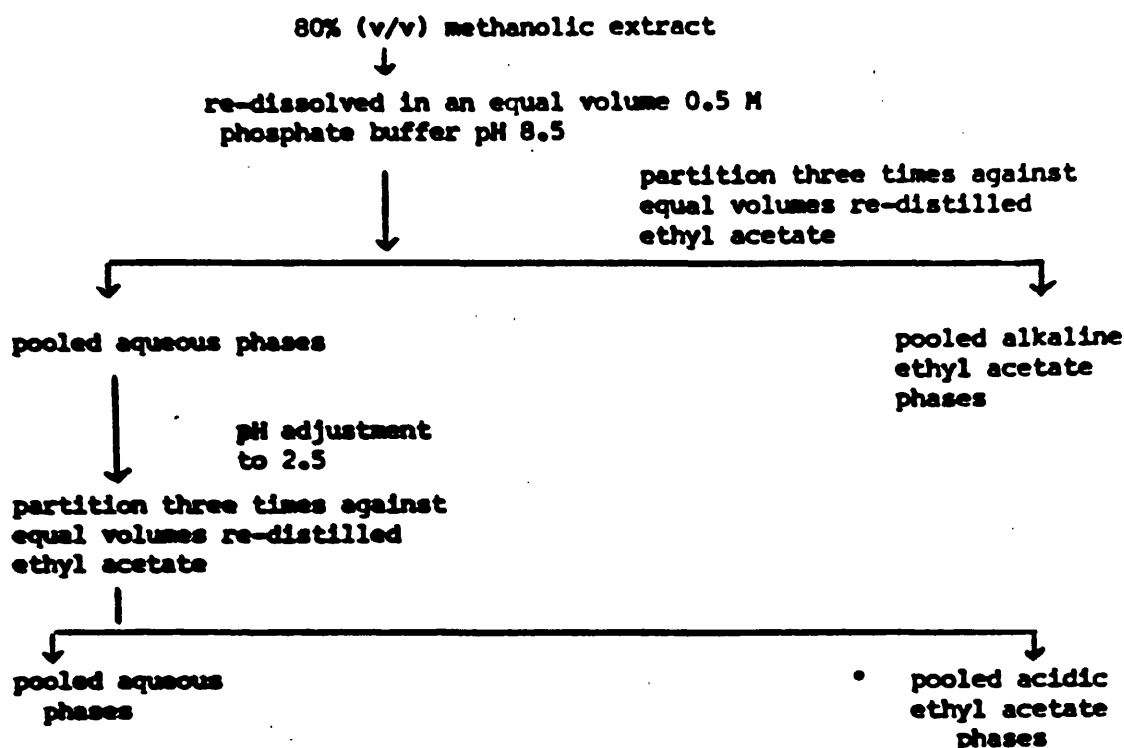 80% (v/v) methanolic extract
re-dissolved in an equal volume 0.5 M
phosphate buffer pH 8.5
partition three times against
equal volumes re-distilled
ethyl acetate
pooled aqueous phases
pooled alkaline
ethyl acetate
phases
pH adjustment
to 2.5
partition three times against
equal volumes re-distilled
ethyl acetate
pooled aqueous
phases
pooled acidic
ethyl acetate
phases